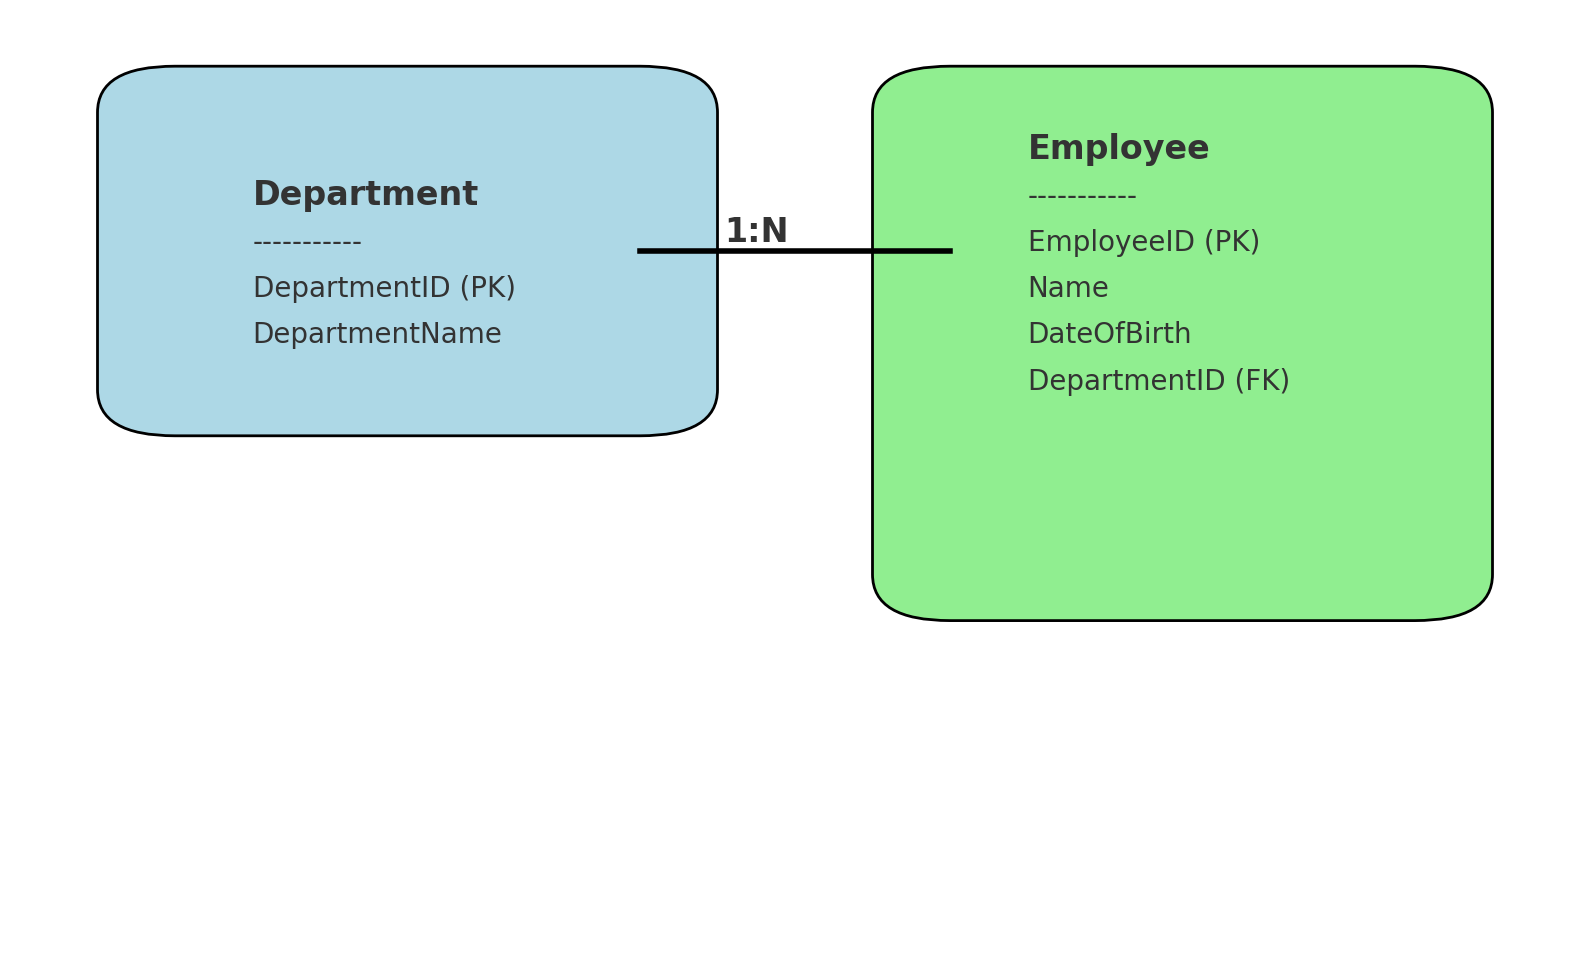 Department
-----------
DepartmentID (PK)
DepartmentName
1:N
Employee
-----------
EmployeeID (PK)
Name
DateOfBirth
DepartmentID (FK)